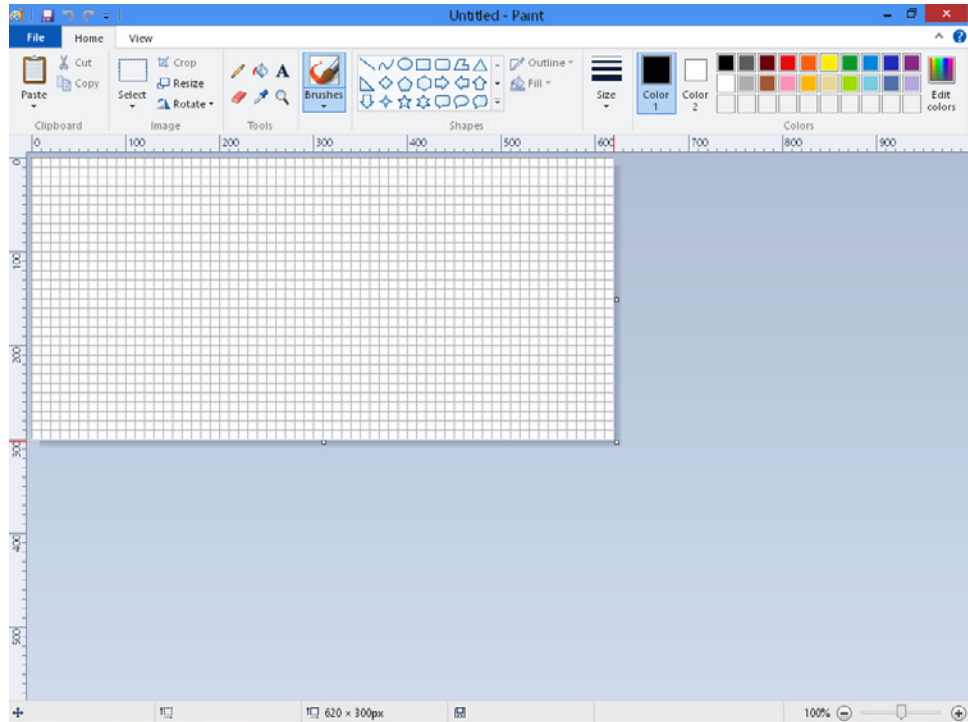 Untitled - Paint
File Home View
Paste
Cut
Copy
Clipboard
Select
Crop
Resize
Rotate
Image
A
Tools
Brushes
Outline
Fill
Shapes
Size
Color 1
Color 2
Edit colors
Colors
0 100 200 300 400 500 600 700 800 900
0
100
200
300
400
500
620 × 300px
100%